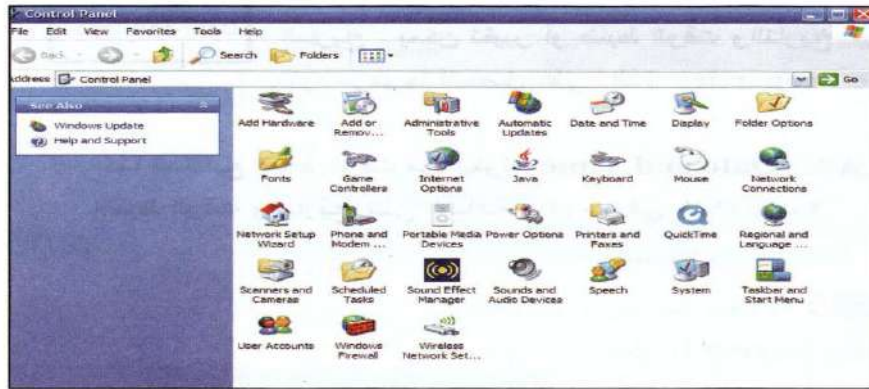 Control Panel
File Edit View Favorites Tools Help
Back Search Folders
Address Control Panel Go
See Also
Windows Update
Help and Support
Add Hardware Add or Remov... Administrative Tools Automatic Updates Date and Time Display Folder Options
Fonts Game Controllers Internet Options Java Keyboard Mouse Network Connections
Network Setup Wizard Phone and Modem ... Portable Media Devices Power Options Printers and Faxes QuickTime Regional and Language ...
Scanners and Cameras Scheduled Tasks Sound Effect Manager Sounds and Audio Devices Speech System Taskbar and Start Menu
User Accounts Windows Firewall Wireless Network Set...